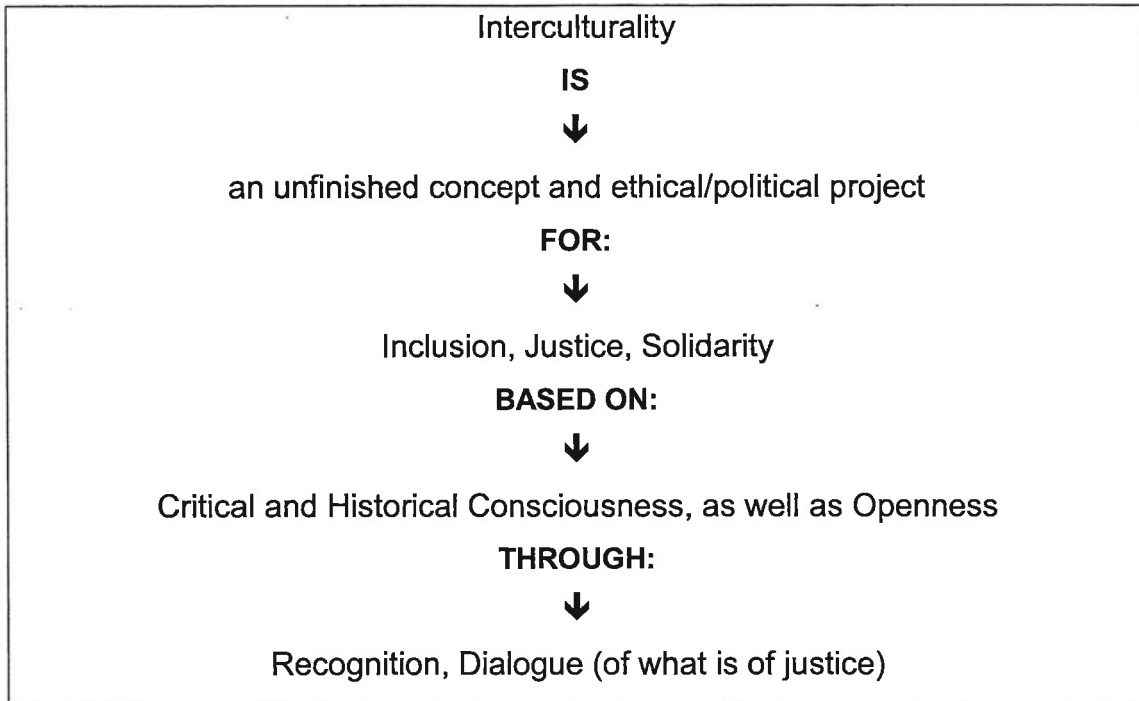 Interculturality
IS
an unfinished concept and ethical/political project
FOR:
Inclusion, Justice, Solidarity
BASED ON:
Critical and Historical Consciousness, as well as Openness
THROUGH:
Recognition, Dialogue (of what is of justice)